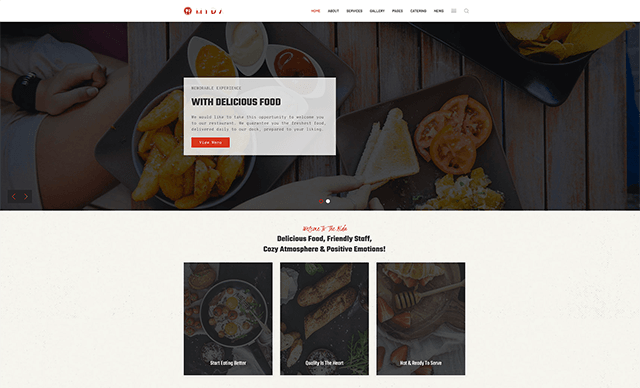 HOME ABOUT SERVICES GALLERY PAGES CATERING NEWS
MEMORABLE EXPERIENCE
WITH DELICIOUS FOOD
We would like to take this opportunity to welcome you
to our restaurant. We guarantee you the freshest food,
delivered daily to our dock, prepared to your liking.
View More
Welcome To The Rida
Delicious Food, Friendly Staff,
Cozy Atmosphere & Positive Emotions!
Start Eating Better
Quality Is The Heart
Hot & Ready To Serve